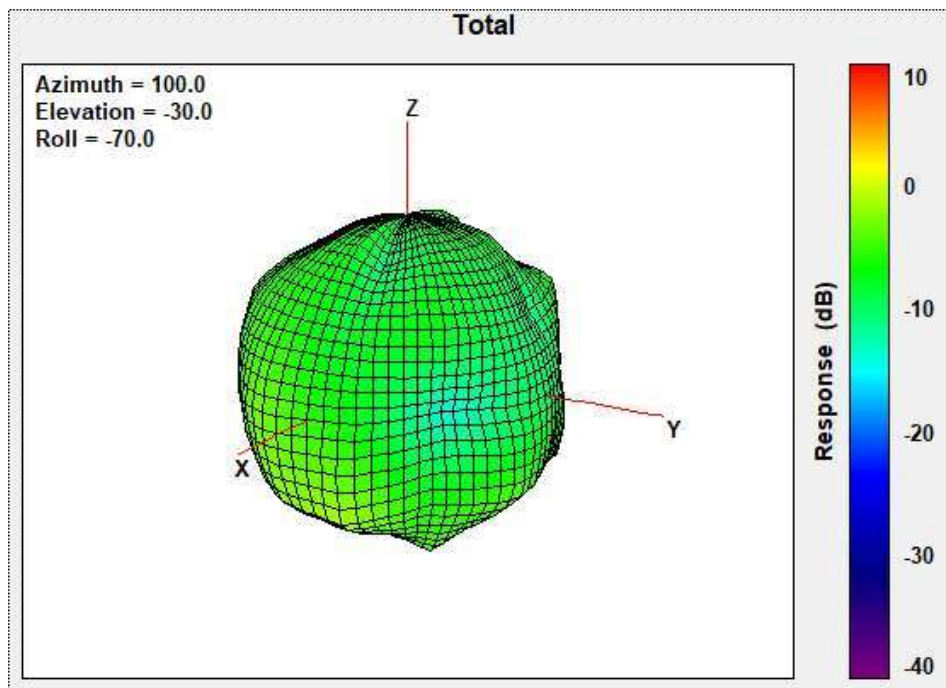 Total
Azimuth = 100.0
Elevation = -30.0
Roll = -70.0
Z
Y
X
10
0
-10
-20
-30
-40
Response (dB)